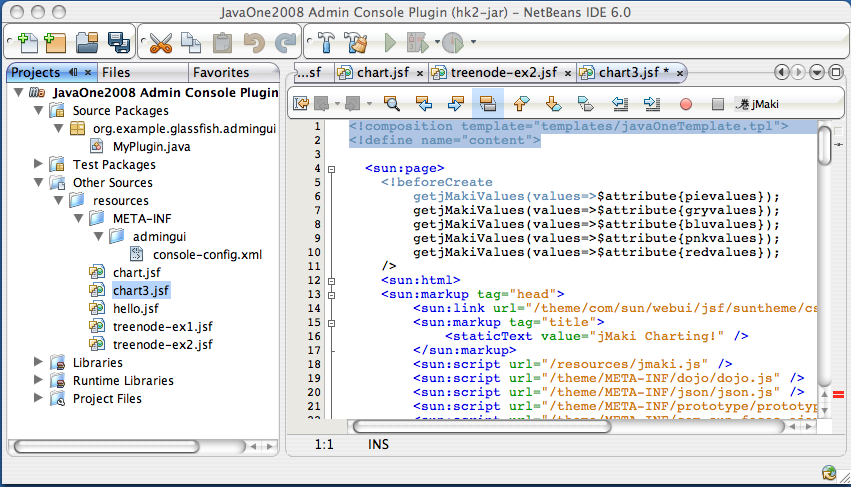 JavaOne2008 Admin Console Plugin (hk2-jar) – NetBeans IDE 6.0
Projects
Files
Favorites
...sf
chart.jsf
treenode-ex2.jsf
chart3.jsf *
jMaki
JavaOne2008 Admin Console Plugin
Source Packages
org.example.glassfish.admingui
MyPlugin.java
Test Packages
Other Sources
resources
META-INF
admingui
console-config.xml
chart.jsf
chart3.jsf
hello.jsf
treenode-ex1.jsf
treenode-ex2.jsf
Libraries
Runtime Libraries
Project Files
1 <!composition template="templates/javaOneTemplate.tpl">
2 <!define name="content">
3
4 <sun:page>
5 <!beforeCreate
6 getjMakiValues(values=>$attribute{pievalues});
7 getjMakiValues(values=>$attribute{gryvalues});
8 getjMakiValues(values=>$attribute{bluvalues});
9 getjMakiValues(values=>$attribute{pnkvalues});
10 getjMakiValues(values=>$attribute{redvalues});
11 />
12 <sun:html>
13 <sun:markup tag="head">
14 <sun:link url="/theme/com/sun/webui/jsf/suntheme/cs
15 <sun:markup tag="title">
16 <staticText value="jMaki Charting!" />
17 </sun:markup>
18 <sun:script url="/resources/jmaki.js" />
19 <sun:script url="/theme/META-INF/dojo/dojo.js" />
20 <sun:script url="/theme/META-INF/json/json.js" />
21 <sun:script url="/theme/META-INF/prototype/prototyp
22 <sun:script url="/theme/META-INF/
1:1 INS